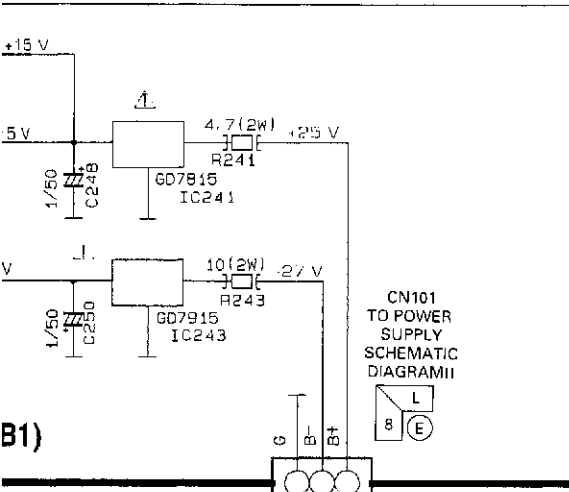 +15 V
4.7(2W)
+25 V
5 V
R241
1/50
C248
GD7815
IC241
V
10(2W)
-27 V
R243
1/50
C250
GD7915
IC243
CN101
TO POWER
SUPPLY
SCHEMATIC
DIAGRAMII
L
8
E
B1)
G
B-
B+